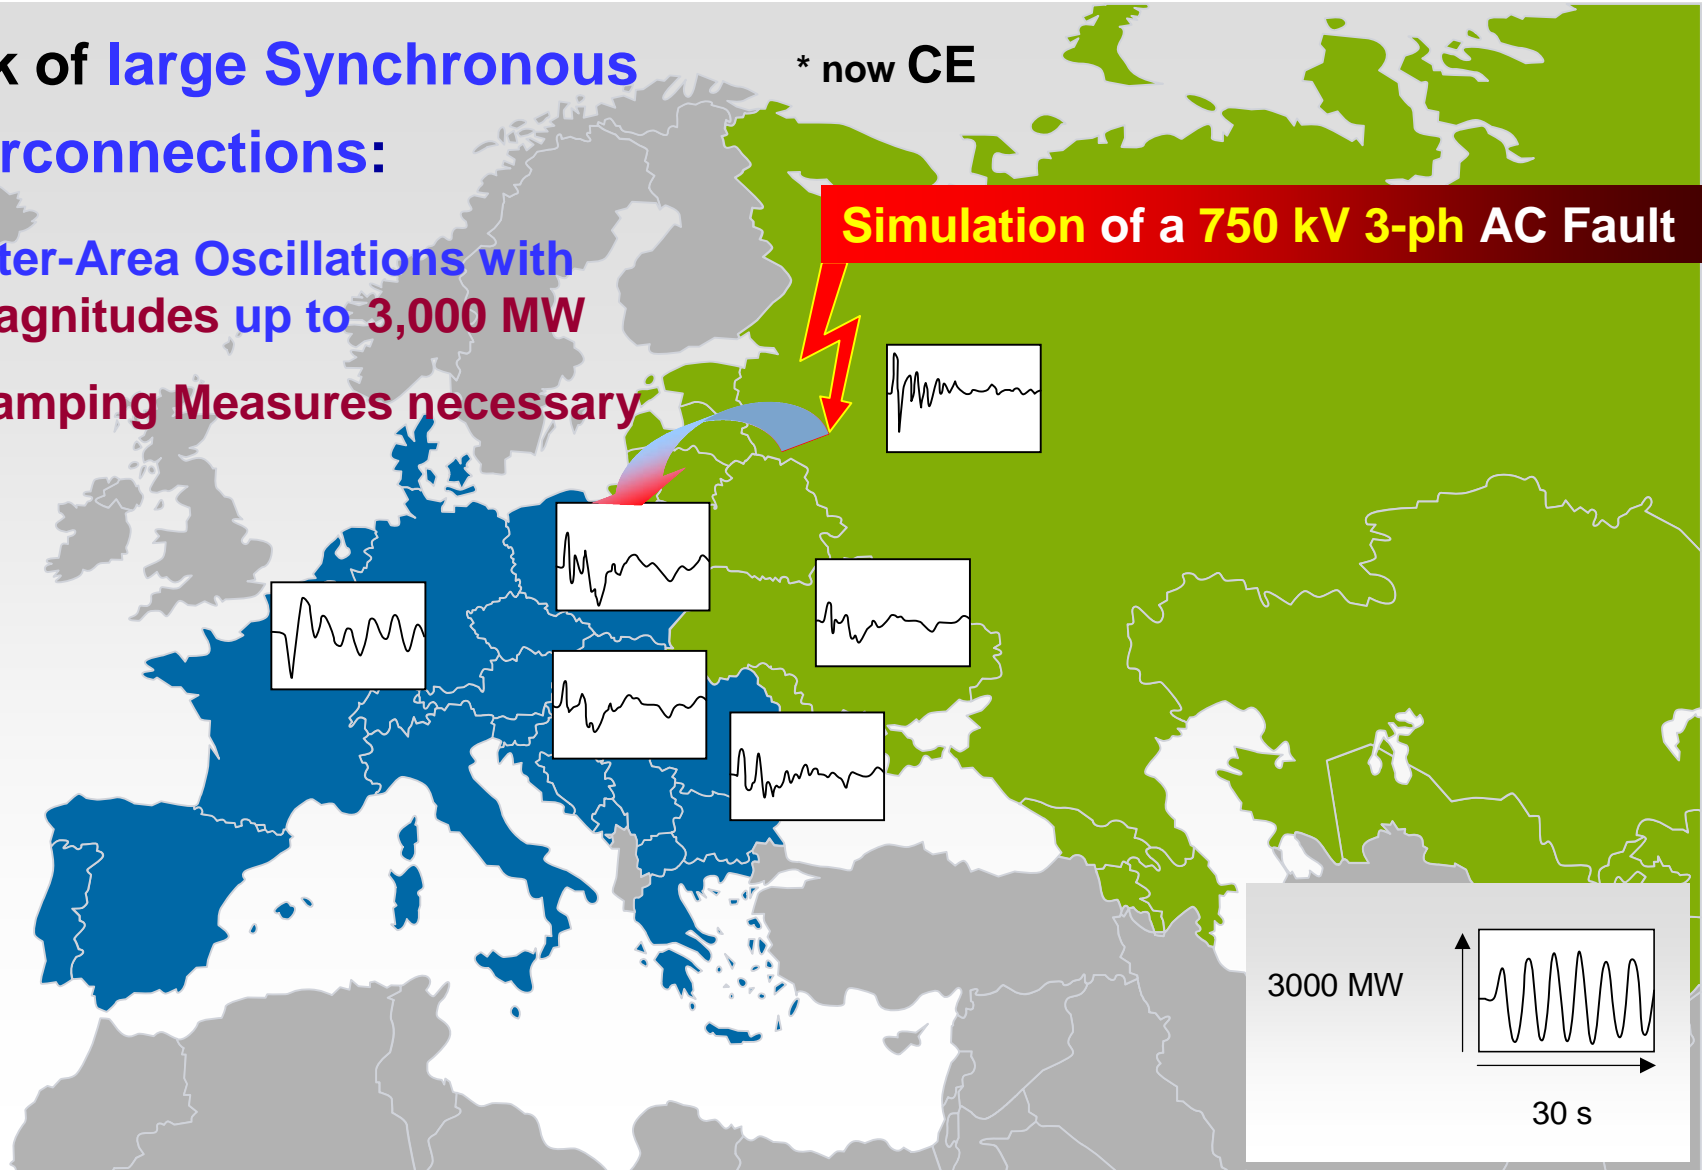 k of large Synchronous
* now CE
rconnections:
Simulation of a 750 kV 3-ph AC Fault
ter-Area Oscillations with
agnitudes up to 3,000 MW
amping Measures necessary
3000 MW
30 s